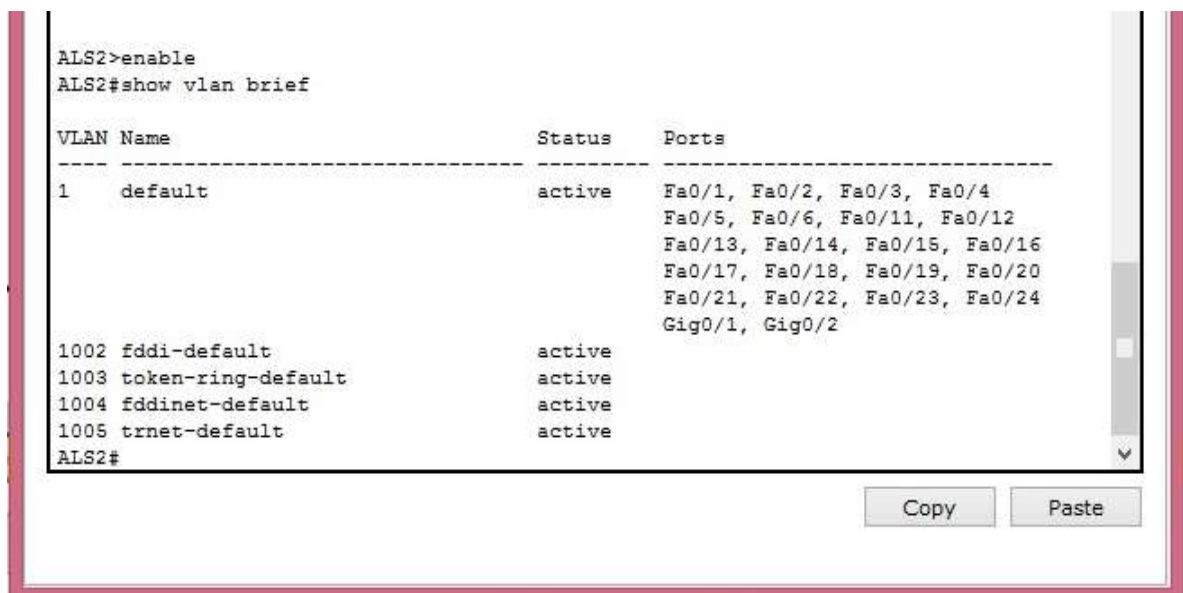 ALS2>enable
ALS2#show vlan brief
VLAN Name                             Status    Ports
---- -------------------------------- --------- -------------------------------
1    default                          active    Fa0/1, Fa0/2, Fa0/3, Fa0/4
                                                Fa0/5, Fa0/6, Fa0/11, Fa0/12
                                                Fa0/13, Fa0/14, Fa0/15, Fa0/16
                                                Fa0/17, Fa0/18, Fa0/19, Fa0/20
                                                Fa0/21, Fa0/22, Fa0/23, Fa0/24
                                                Gig0/1, Gig0/2
1002 fddi-default                     active
1003 token-ring-default               active
1004 fddinet-default                  active
1005 trnet-default                    active
ALS2#
Copy Paste